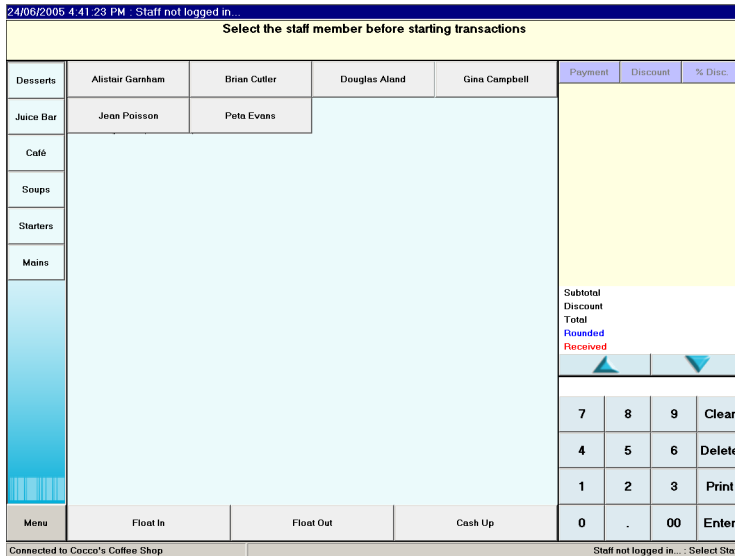 24/06/2005 4:41:23 PM : Staff not logged in...
Select the staff member before starting transactions
Desserts
Alistair Garnham
Brian Cutler
Douglas Aland
Gina Campbell
Payment
Discount
% Disc.
Juice Bar
Jean Poisson
Peta Evans
Café
Soups
Starters
Mains
Subtotal
Discount
Total
Rounded
Received
7 8 9 Clear
4 5 6 Delete
1 2 3 Print
Menu
Float In
Float Out
Cash Up
0 . 00 Enter
Connected to Cocco's Coffee Shop
Staff not logged in... : Select Sta